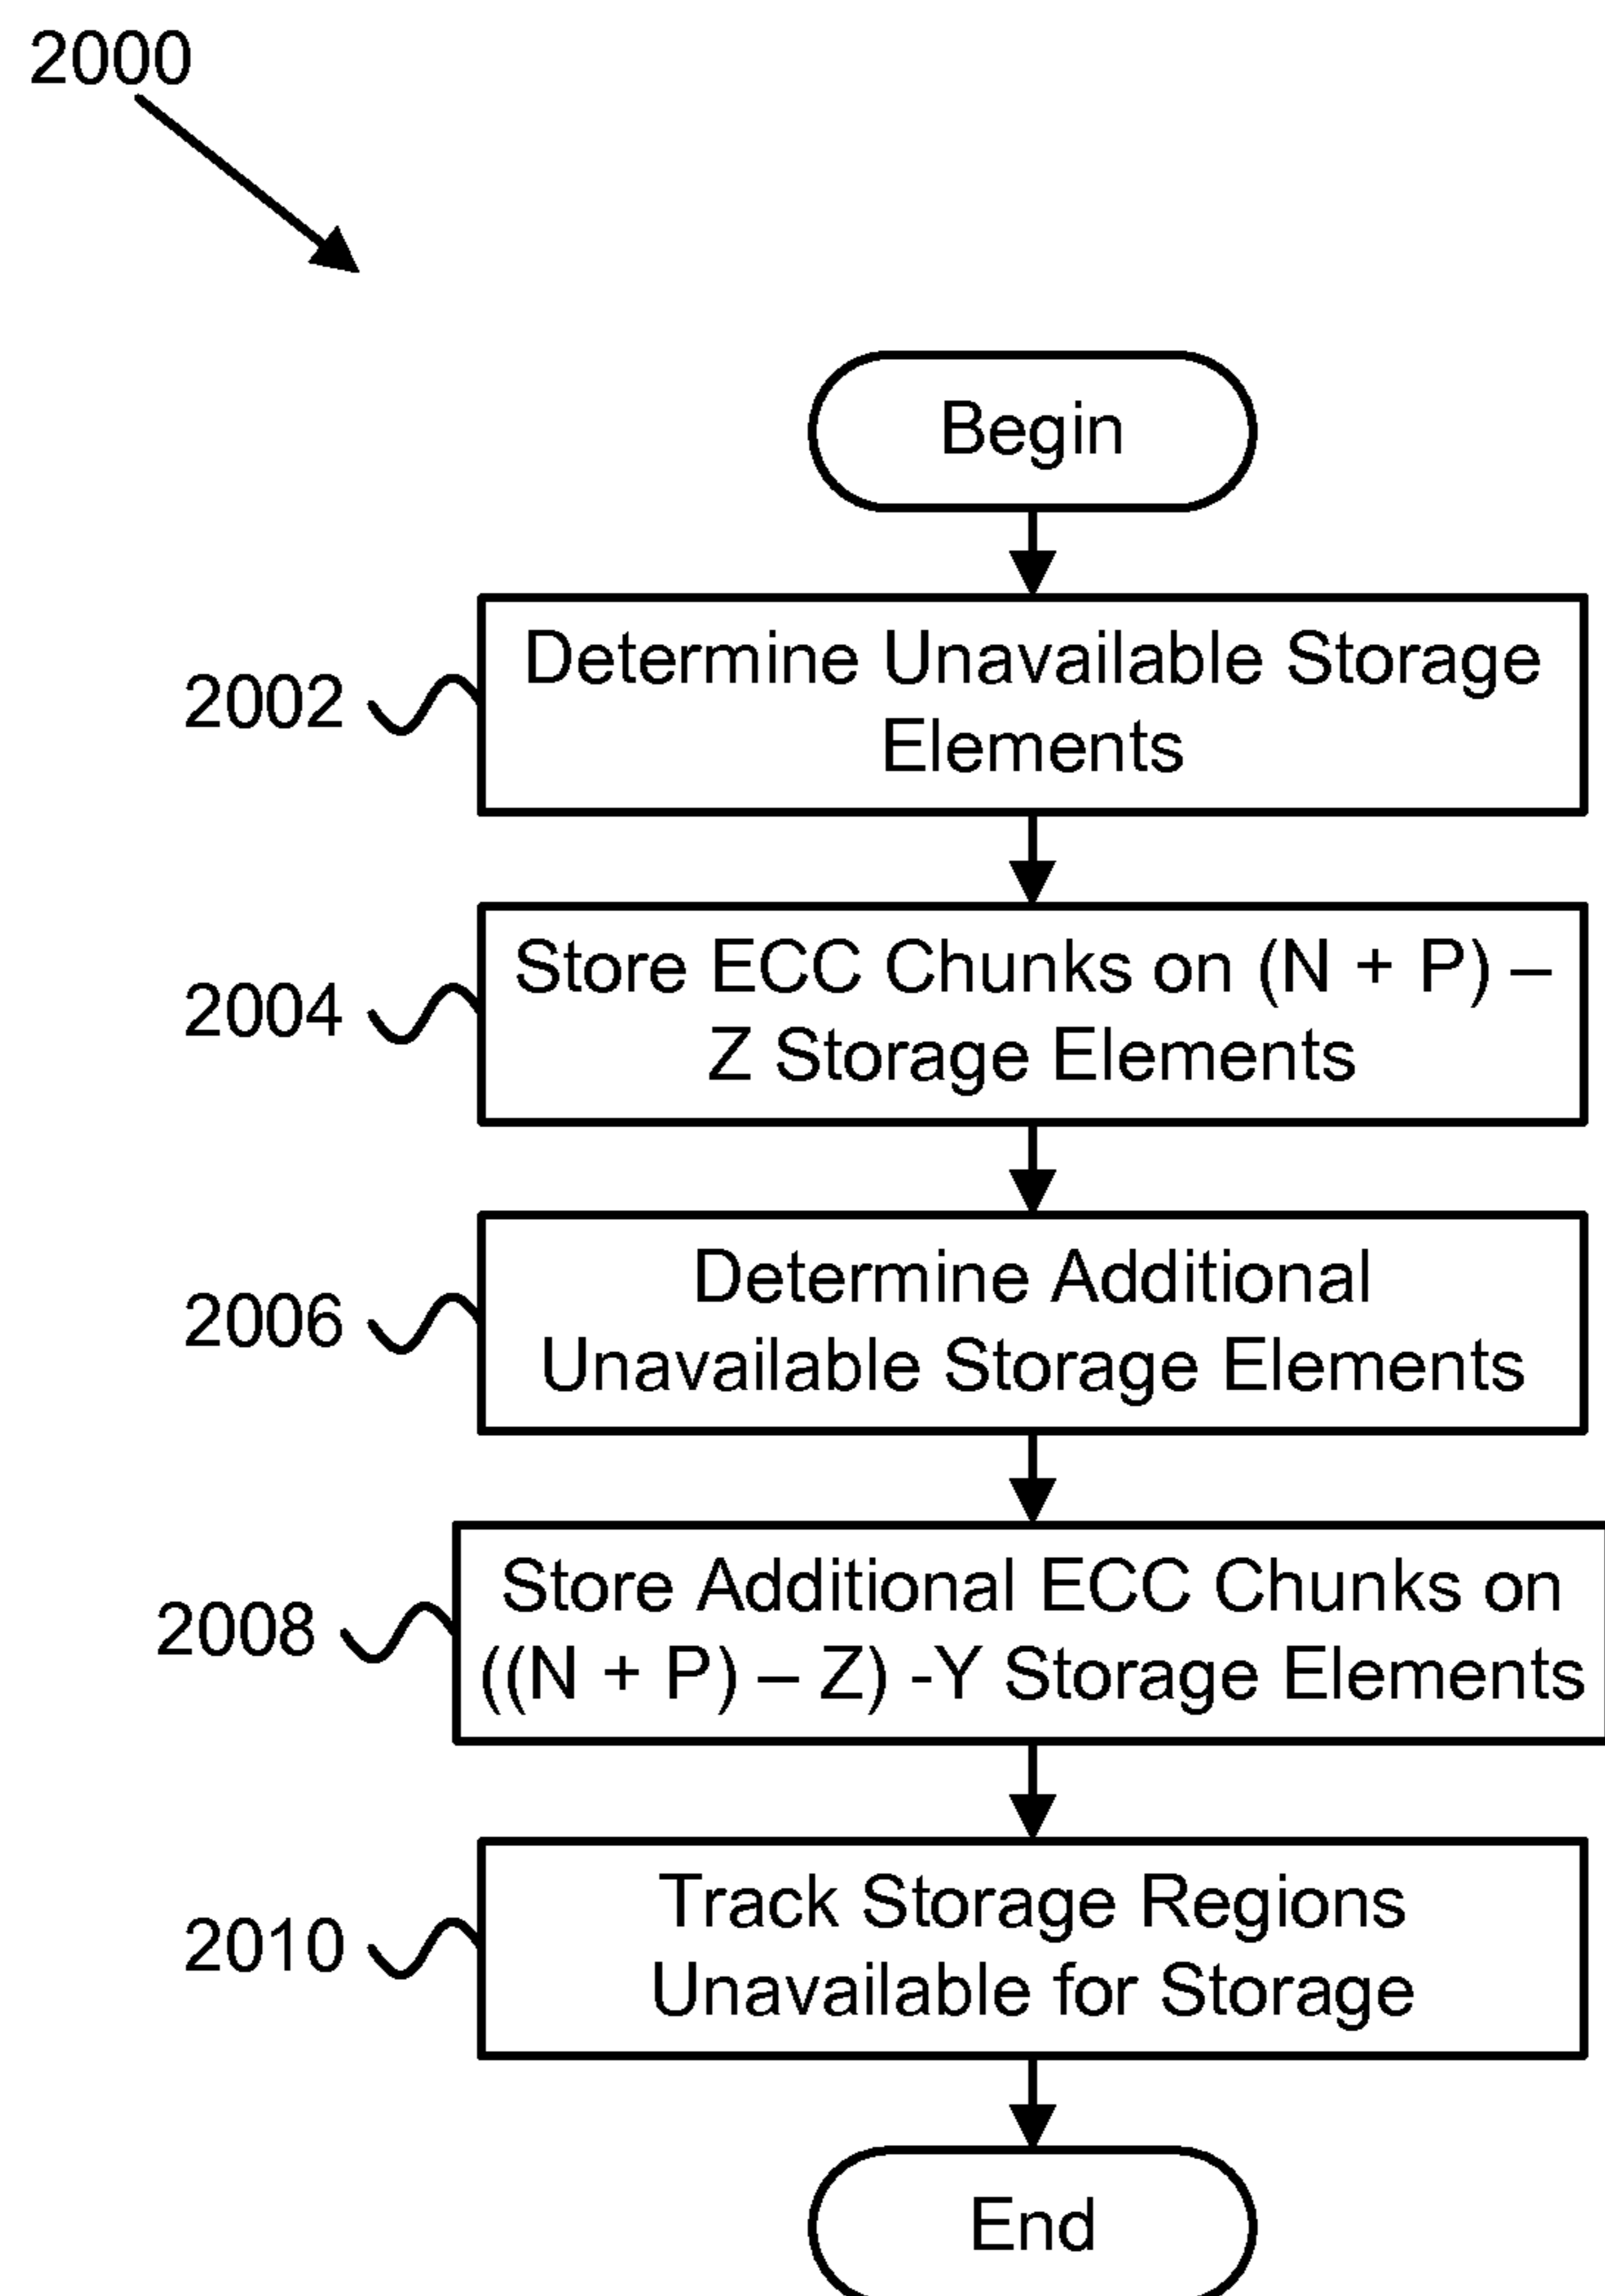 2000
Begin
2002
Determine Unavailable Storage
Elements
2004
Store ECC Chunks on (N + P) –
Z Storage Elements
2006
Determine Additional
Unavailable Storage Elements
2008
Store Additional ECC Chunks on
((N + P) – Z) -Y Storage Elements
2010
Track Storage Regions
Unavailable for Storage
End